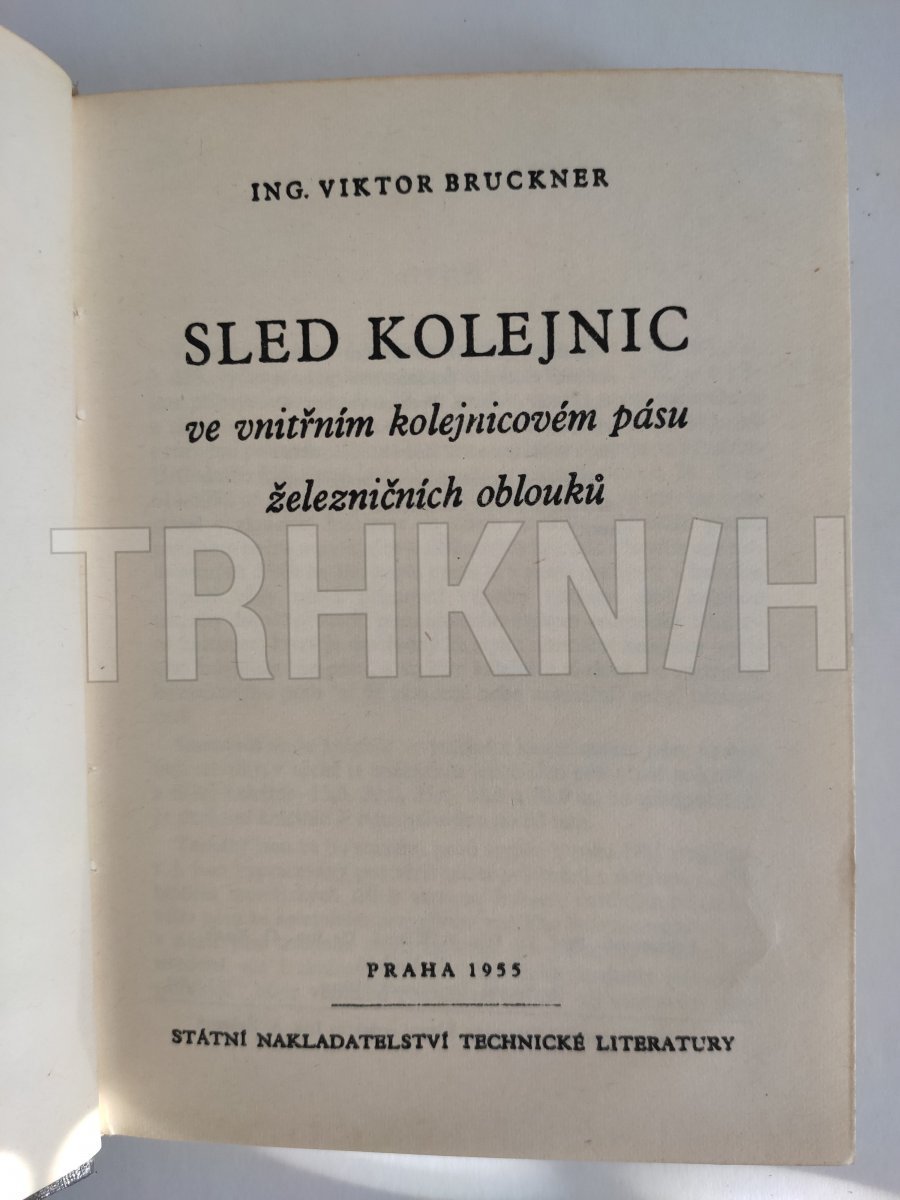 ING. VIKTOR BRUCKNER
SLED KOLEJNIC
ve vnitřním kolejnicovém pásu
železničních oblouků
TRHKNIH
PRAHA 1955
STÁTNÍ NAKLADATELSTVÍ TECHNICKÉ LITERATURY